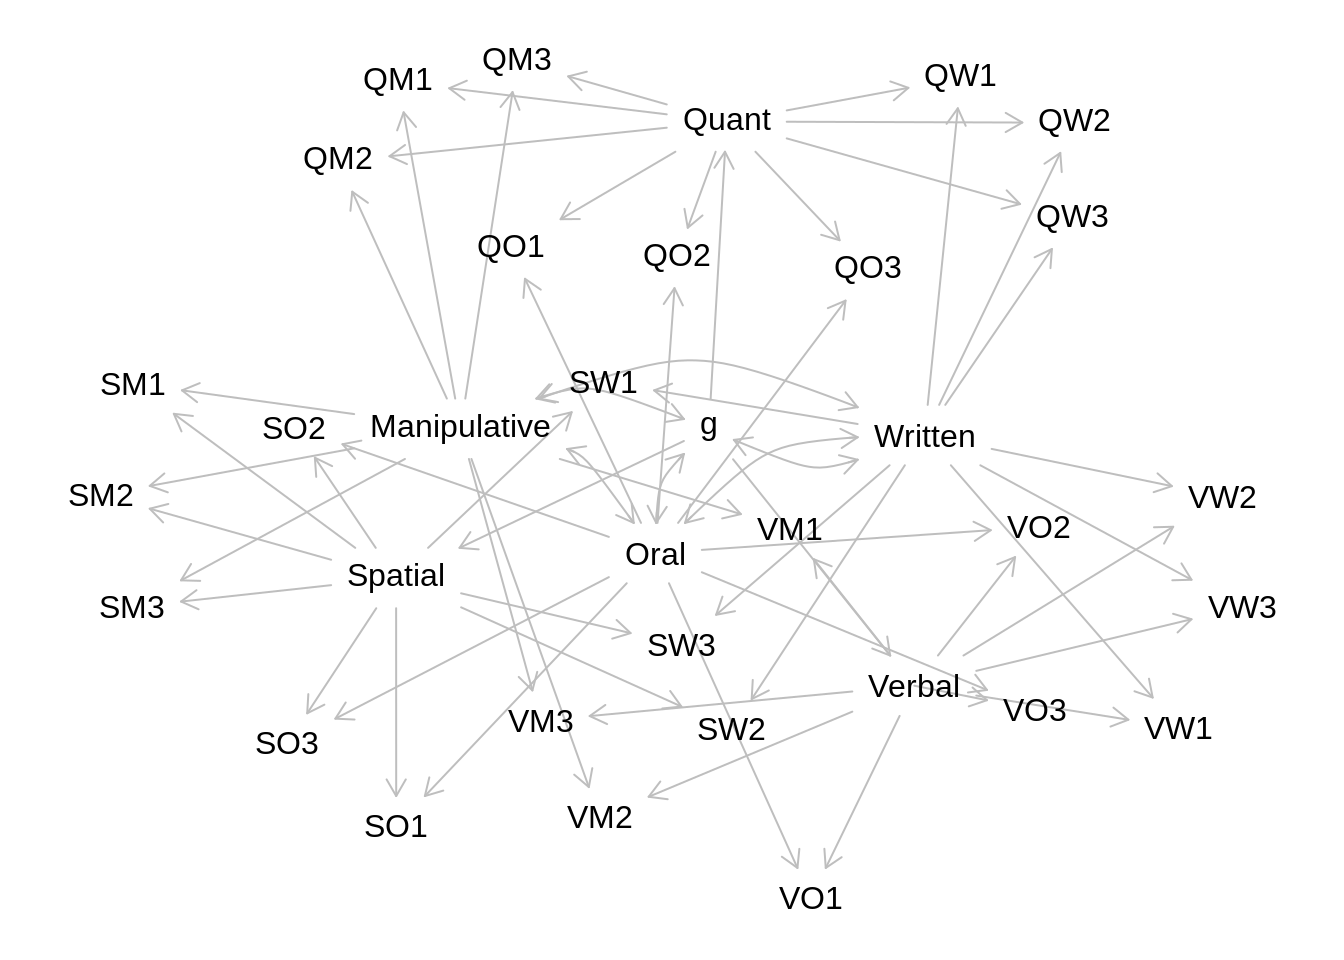 QM3
QW1
QM1
Quant
QW2
QM2
QW3
QO1
QO2
QO3
SM1
SW1
SO2
Manipulative
g
Written
SM2
VW2
VM1
VO2
Oral
Spatial
SM3
VW3
SW3
Verbal
VO3
VM3
SW2
VW1
SO3
VM2
SO1
VO1